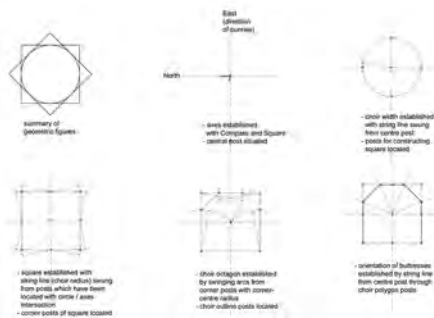 East
(direction
of sunrise)
North
summary of
geometric figures
- axes established
with Compass and Square
- central post situated
- choir width established
with string line swung
from centre post
- posts for constructing
square located
- square established with
string line (choir radius) swung
from posts which have been
located with circle / axes
intersection
- corner posts of square located
- choir octagon established
by swinging arcs from
corner posts with corner-
centre radius
- choir outline posts located
- orientation of buttresses
established by string line
from centre post through
choir polygon posts